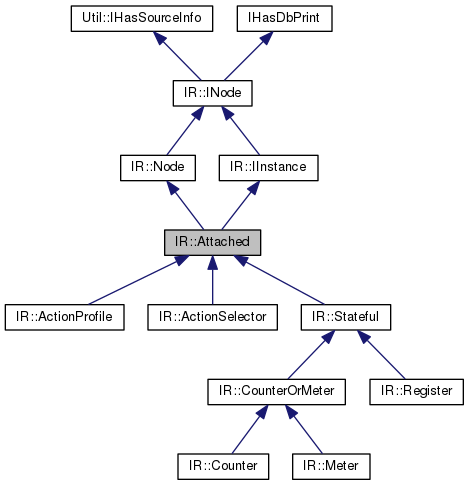 Util::IHasSourceInfo
IHasDbPrint
IR::INode
IR::Node
IR::IInstance
IR::Attached
IR::ActionProfile
IR::ActionSelector
IR::Stateful
IR::CounterOrMeter
IR::Register
IR::Counter
IR::Meter